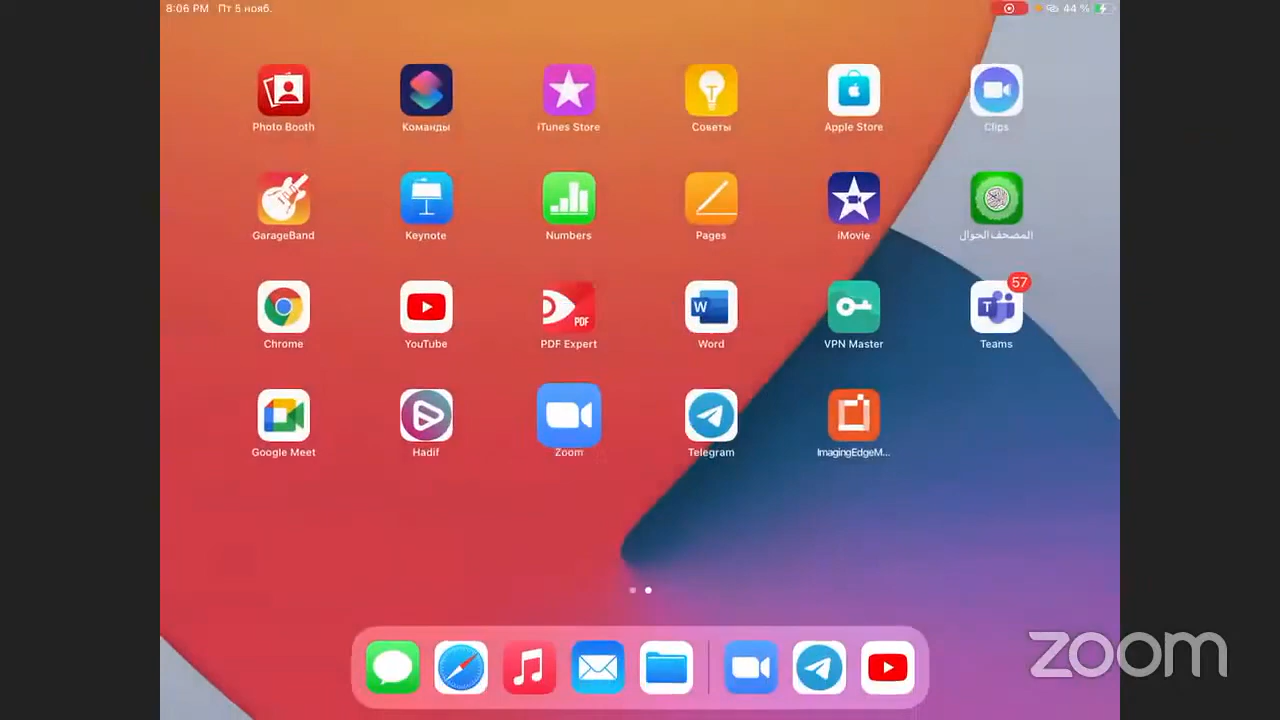 8:06 PM Пт 5 нояб.
44 %
Photo Booth
Команды
iTunes Store
Советы
Apple Store
Clips
GarageBand
Keynote
Numbers
Pages
iMovie
المصحف الجوال
Chrome
YouTube
PDF
PDF Expert
W
Word
VPN Master
57
T
Teams
Google Meet
Hadif
Zoom
Telegram
ImagingEdgeM...
zoom